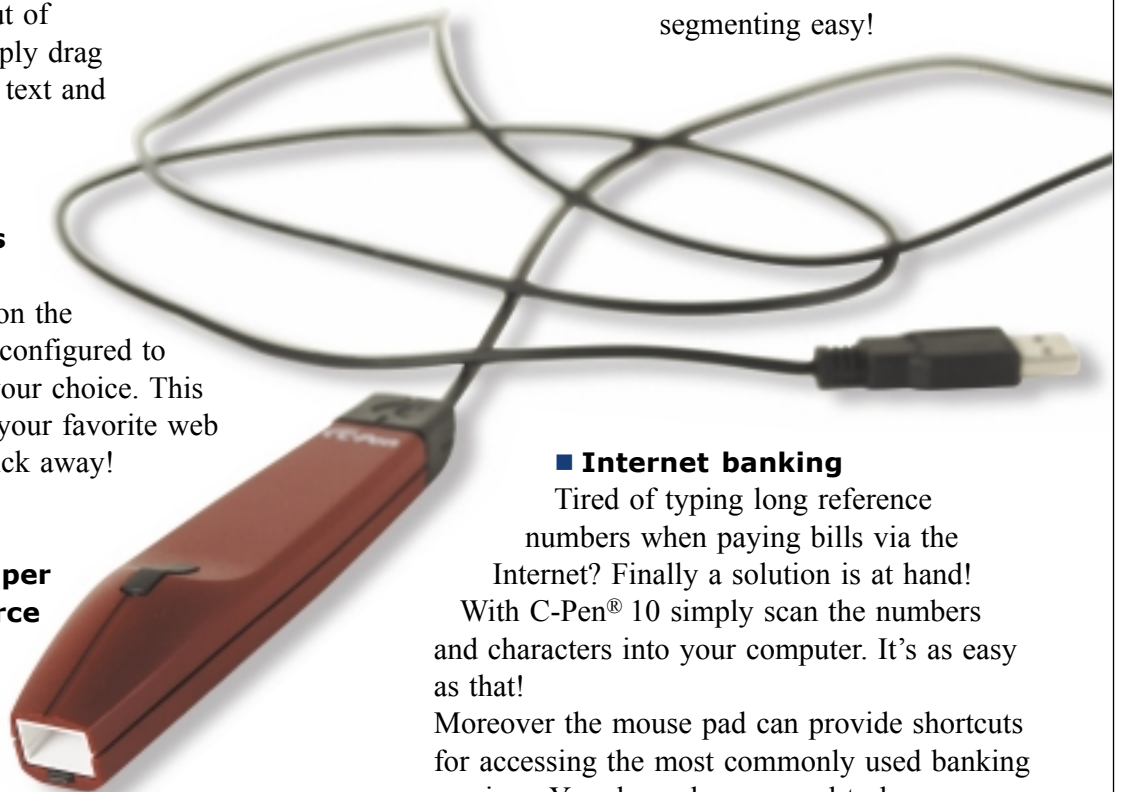 ut of
ply drag
text and
s
on the
configured to
your choice. This
your favorite web
ck away!
per
rce
segmenting easy!
■ Internet banking
Tired of typing long reference
numbers when paying bills via the
Internet? Finally a solution is at hand!
With C-Pen® 10 simply scan the numbers
and characters into your computer. It's as easy
as that!
Moreover the mouse pad can provide shortcuts
for accessing the most commonly used banking
C-Pen